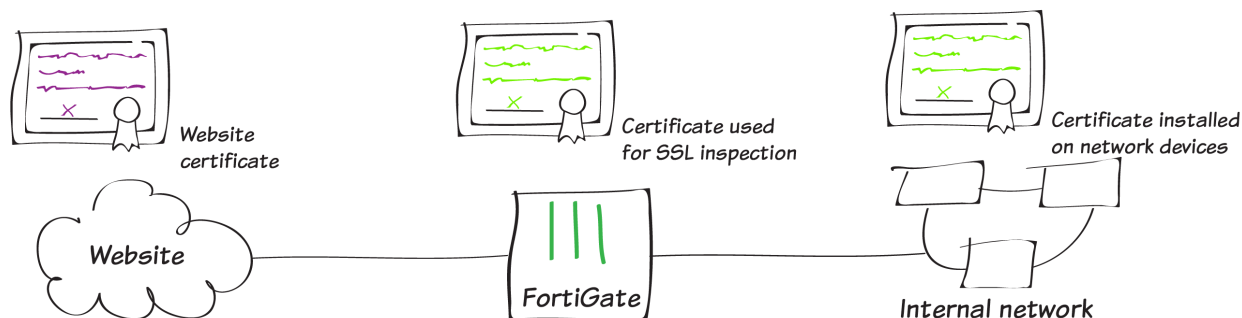 Website
certificate
Certificate used
for SSL inspection
Certificate installed
on network devices
Website
FortiGate
Internal network